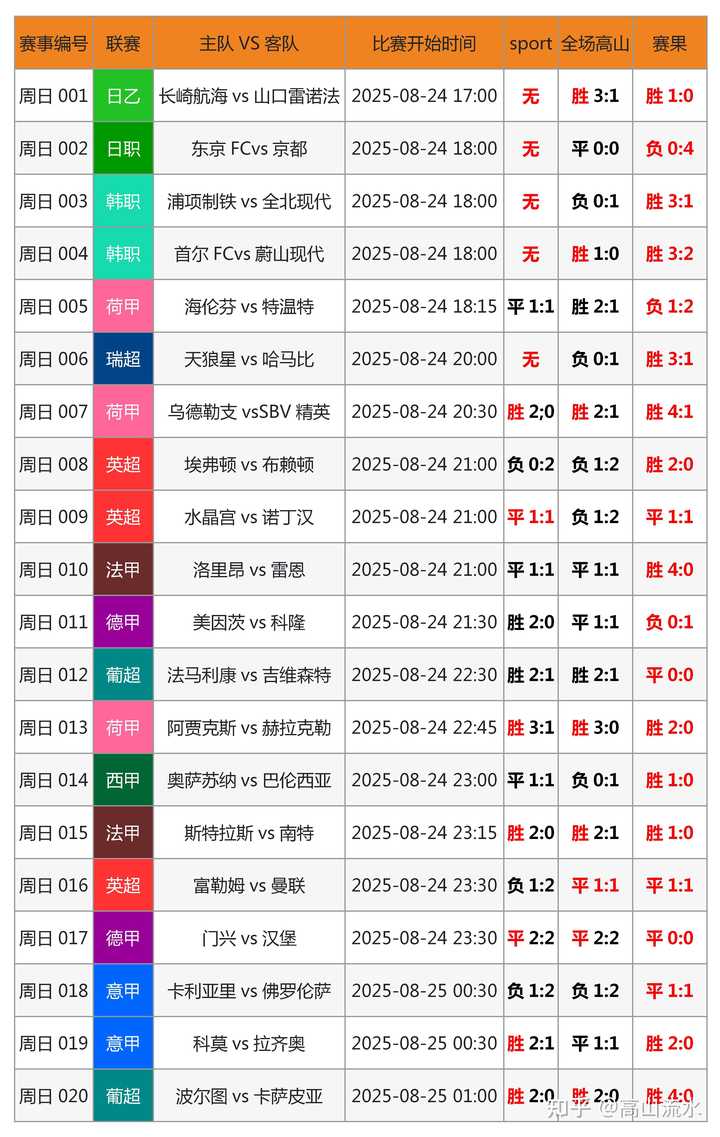 赛事编号 联赛 主队 VS 客队 比赛开始时间 sport 全场高山 赛果
周日 001 日乙 长崎航海 vs 山口雷诺法 2025-08-24 17:00 无 胜 3:1 胜 1:0
周日 002 日职 东京 FCvs 京都 2025-08-24 18:00 无 平 0:0 负 0:4
周日 003 韩职 浦项制铁 vs 全北现代 2025-08-24 18:00 无 负 0:1 胜 3:1
周日 004 韩职 首尔 FCvs 蔚山现代 2025-08-24 18:00 无 胜 1:0 胜 3:2
周日 005 荷甲 海伦芬 vs 特温特 2025-08-24 18:15 平 1:1 胜 2:1 负 1:2
周日 006 瑞超 天狼星 vs 哈马比 2025-08-24 20:00 无 负 0:1 胜 3:1
周日 007 荷甲 乌德勒支 vsSBV 精英 2025-08-24 20:30 胜 2;0 胜 2:1 胜 4:1
周日 008 英超 埃弗顿 vs 布赖顿 2025-08-24 21:00 负 0:2 负 1:2 胜 2:0
周日 009 英超 水晶宫 vs 诺丁汉 2025-08-24 21:00 平 1:1 负 1:2 平 1:1
周日 010 法甲 洛里昂 vs 雷恩 2025-08-24 21:00 平 1:1 平 1:1 胜 4:0
周日 011 德甲 美因茨 vs 科隆 2025-08-24 21:30 胜 2:0 平 1:1 负 0:1
周日 012 葡超 法马利康 vs 吉维森特 2025-08-24 22:30 胜 2:1 胜 2:1 平 0:0
周日 013 荷甲 阿贾克斯 vs 赫拉克勒 2025-08-24 22:45 胜 3:1 胜 3:0 胜 2:0
周日 014 西甲 奥萨苏纳 vs 巴伦西亚 2025-08-24 23:00 平 1:1 负 0:1 胜 1:0
周日 015 法甲 斯特拉斯 vs 南特 2025-08-24 23:15 胜 2:0 胜 2:1 胜 1:0
周日 016 英超 富勒姆 vs 曼联 2025-08-24 23:30 负 1:2 平 1:1 平 1:1
周日 017 德甲 门兴 vs 汉堡 2025-08-24 23:30 平 2:2 平 2:2 平 0:0
周日 018 意甲 卡利亚里 vs 佛罗伦萨 2025-08-25 00:30 负 1:2 负 1:2 平 1:1
周日 019 意甲 科莫 vs 拉齐奥 2025-08-25 00:30 胜 2:1 平 1:1 胜 2:0
周日 020 葡超 波尔图 vs 卡萨皮亚 2025-08-25 01:00 胜 2:0 胜 2:0 胜 4:0
知乎 @高山流水